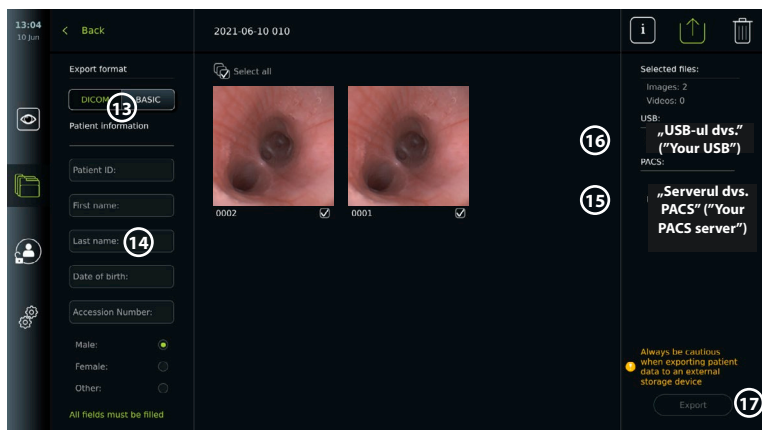 13:04
10 Jun
< Back
2021-06-10 010
i
Export format
DICOM
BASIC
13
Patient information
Patient ID:
First name:
Last name:
14
Date of birth:
Accession Number:
Male:
Female:
Other:
All fields must be filled
Select all
0002
0001
Selected files:
Images: 2
Videos: 0
USB:
16
„USB-ul dvs."
("Your USB")
PACS:
15
„Serverul dvs.
PACS" ("Your
PACS server")
Always be cautious
when exporting patient
data to an external
storage device
Export
17